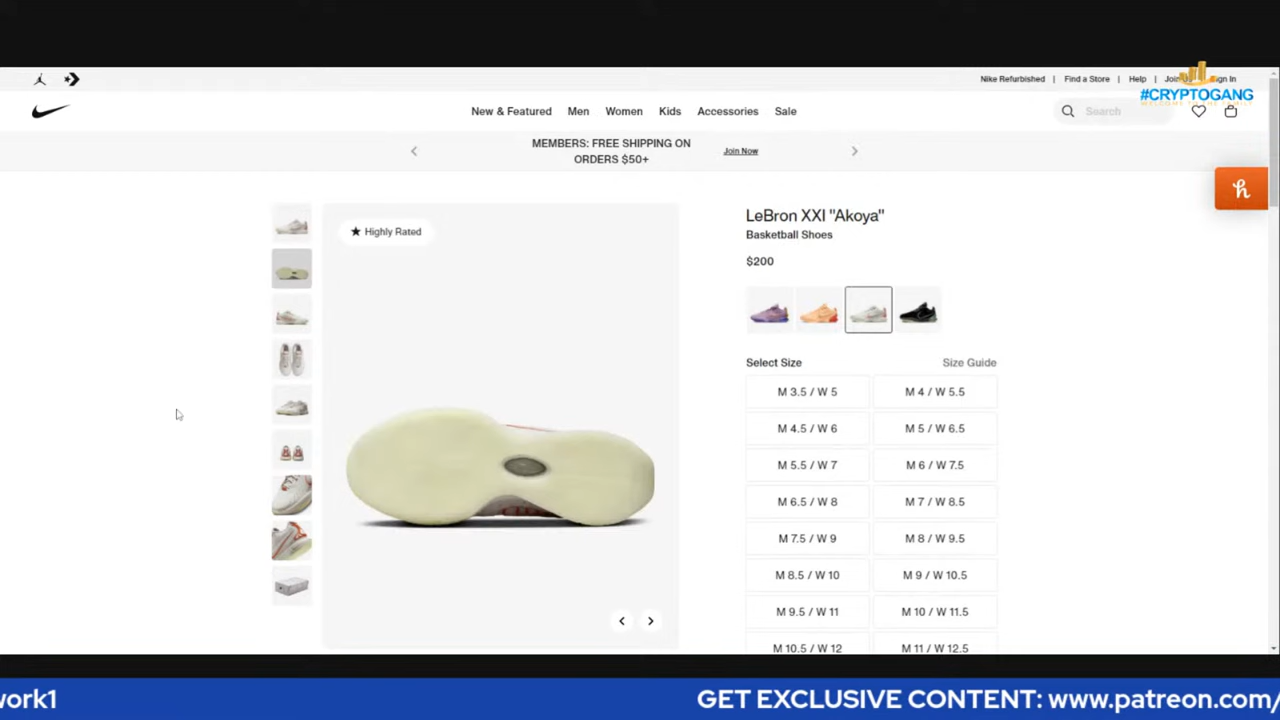 Nike Refurbished | Find a Store | Help |
#CRYPTOGANG
New & Featured Men Women Kids Accessories Sale
Search
MEMBERS: FREE SHIPPING ON
ORDERS $50+
Join Now
Highly Rated
LeBron XXI "Akoya"
Basketball Shoes
$200
Select Size Size Guide
M 3.5 / W 5 M 4 / W 5.5
M 4.5 / W 6 M 5 / W 6.5
M 5.5 / W 7 M 6 / W 7.5
M 6.5 / W 8 M 7 / W 8.5
M 7.5 / W 9 M 8 / W 9.5
M 8.5 / W 10 M 9 / W 10.5
M 9.5 / W 11 M 10 / W 11.5
M 10.5 / W 12 M 11 / W 12.5
work1 GET EXCLUSIVE CONTENT: www.patreon.com/